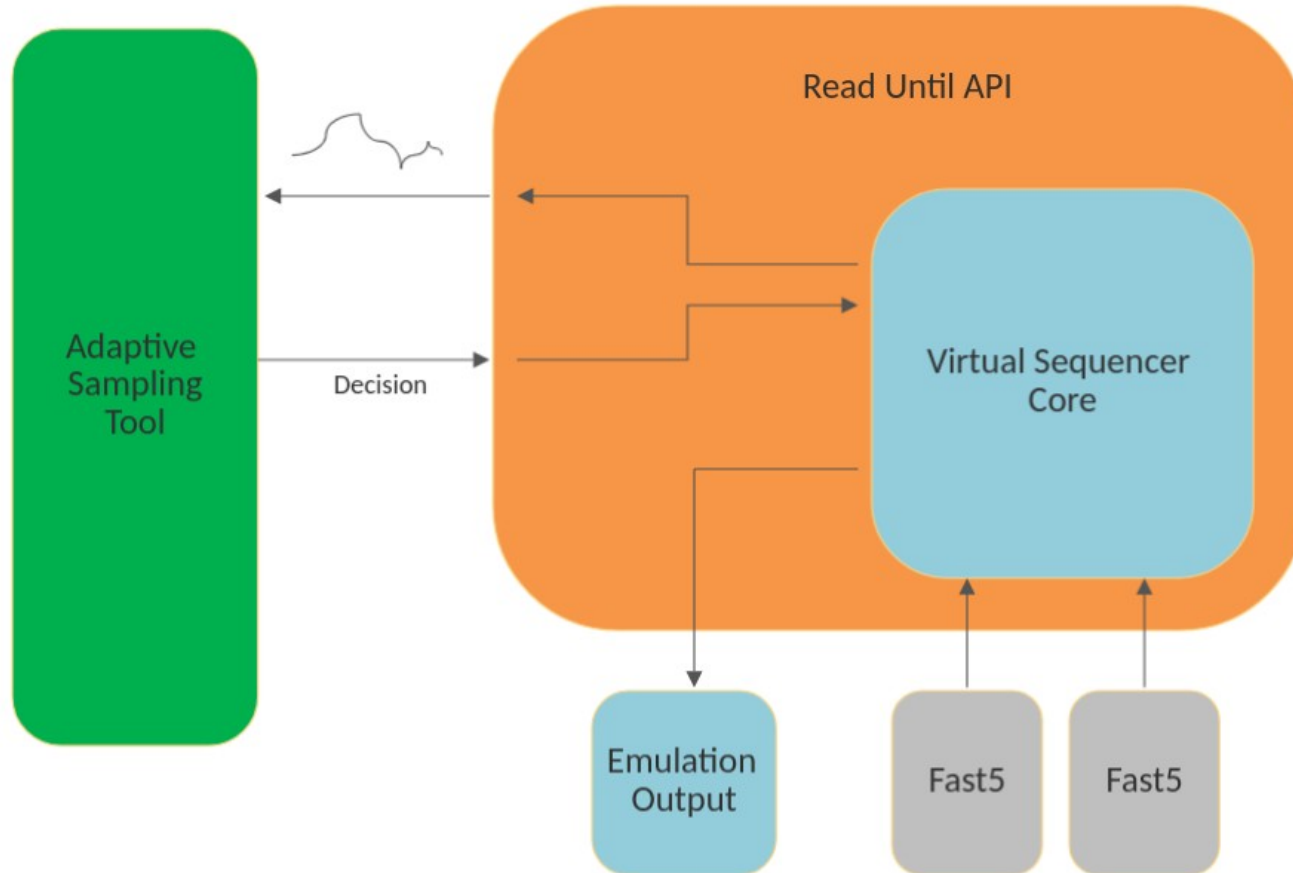 Read Until API
Adaptive
Sampling
Tool
Decision
Virtual Sequencer
Core
Emulation
Output
Fast5
Fast5